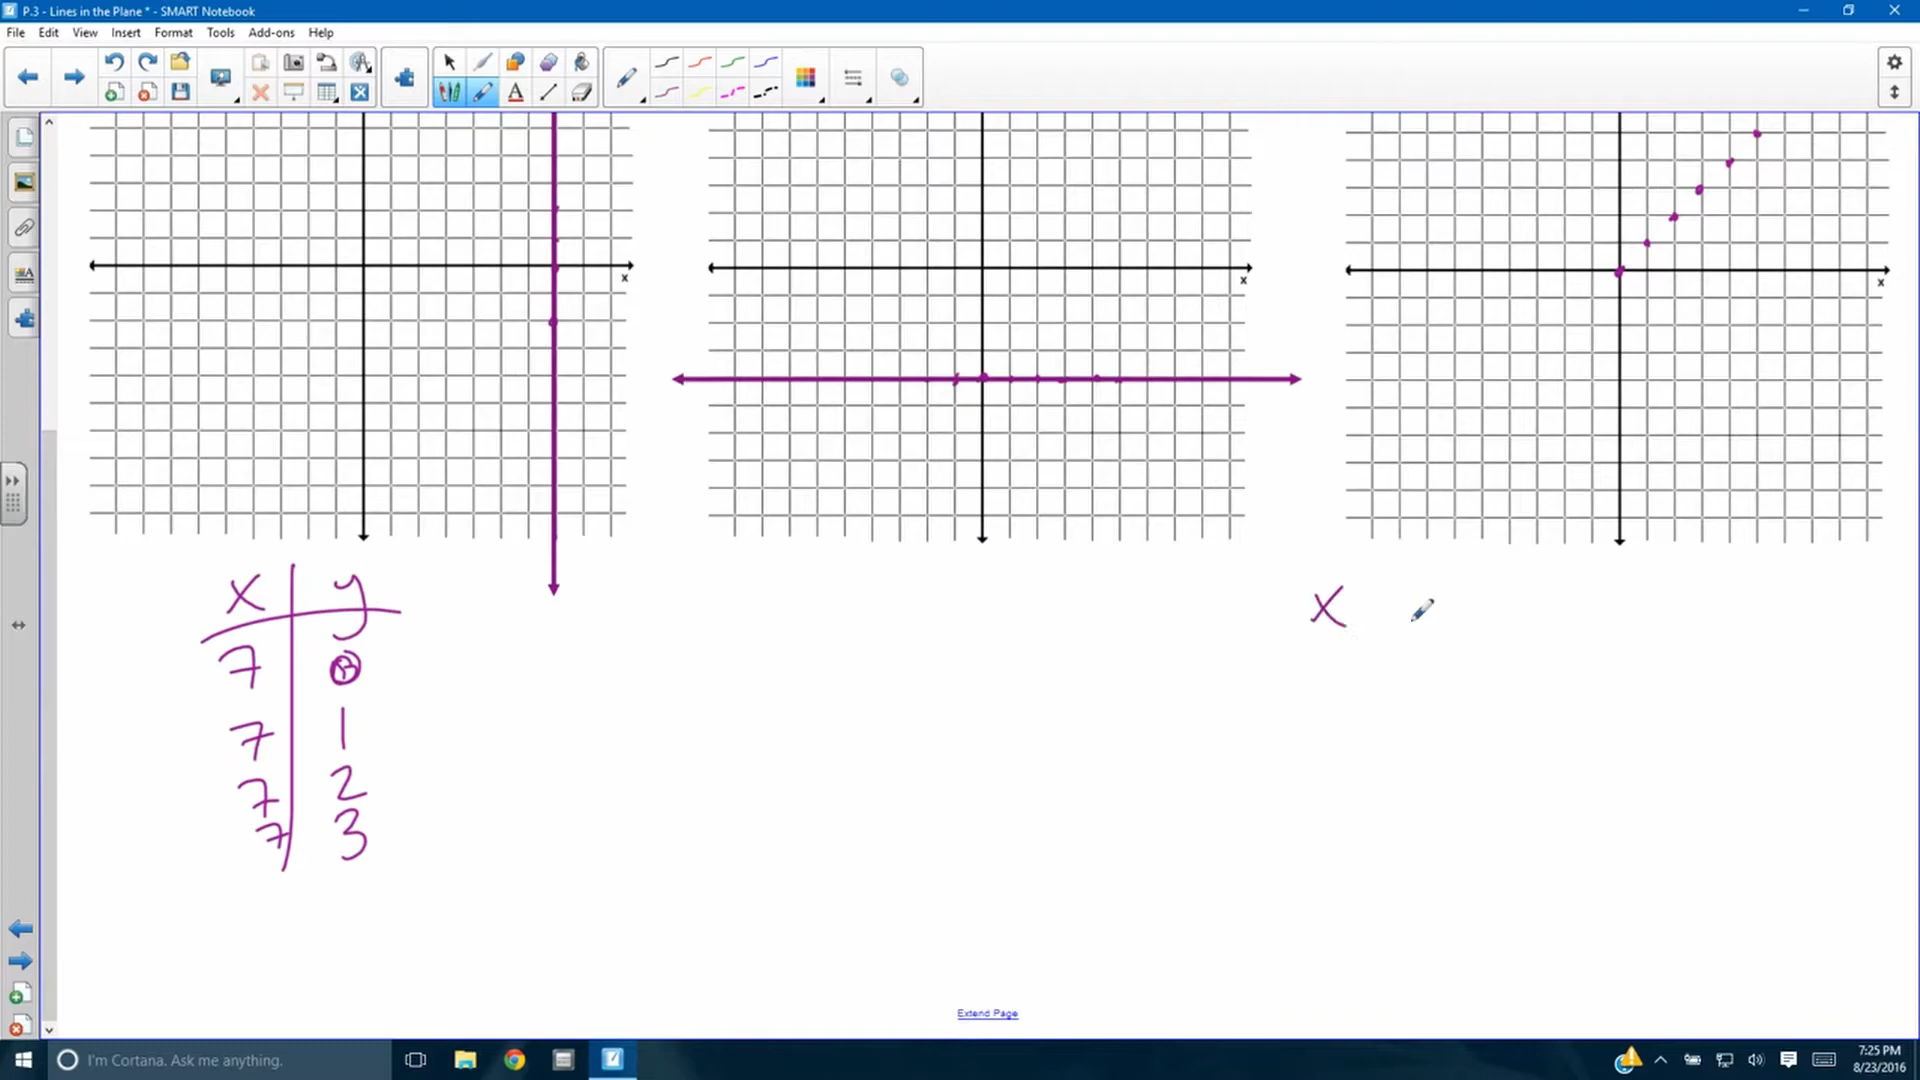 P.3 - Lines in the Plane * - SMART Notebook
File Edit View Insert Format Tools Add-ons Help
x
x
x
x y
7
7 1
7 2
7 3
X
Extend Page
I'm Cortana. Ask me anything.
7:25 PM
8/23/2016